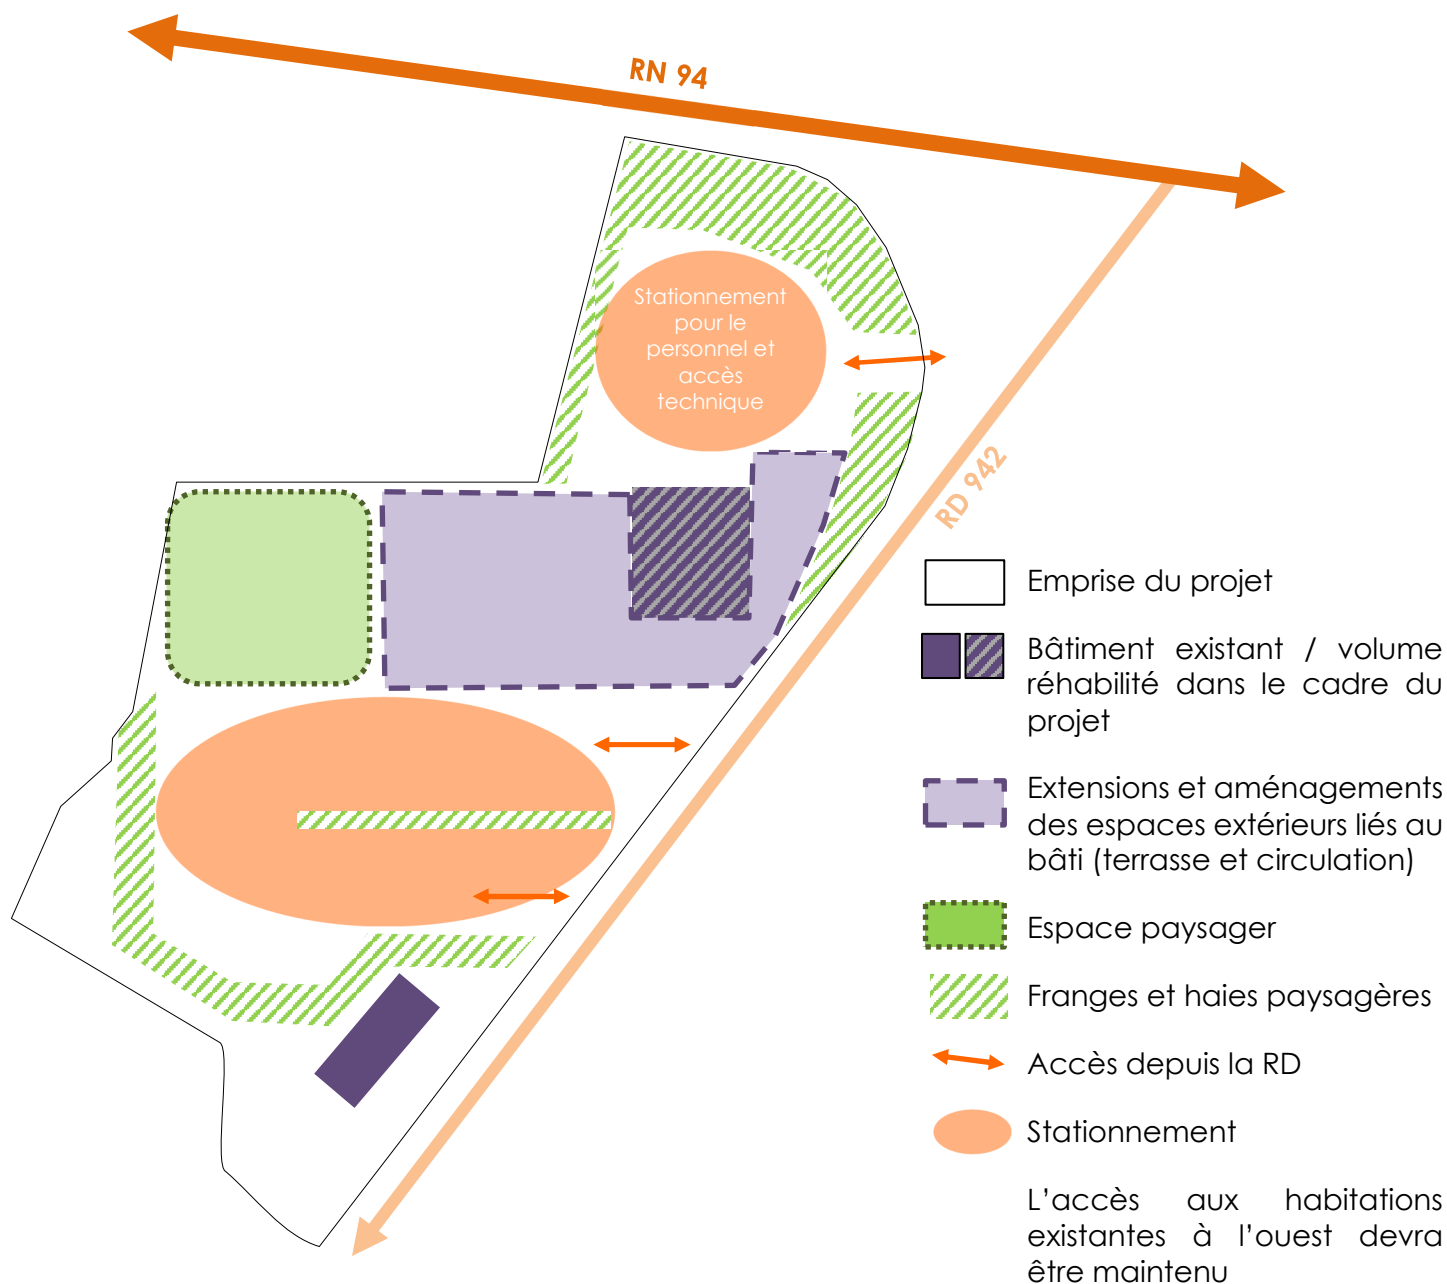 RN 94
Stationnement
pour le
personnel et
accès
technique
RD 942
Emprise du projet
Bâtiment existant / volume
réhabilité dans le cadre du
projet
Extensions et aménagements
des espaces extérieurs liés au
bâti (terrasse et circulation)
Espace paysager
Franges et haies paysagères
Accès depuis la RD
Stationnement
L’accès aux habitations
existantes à l’ouest devra
être maintenu